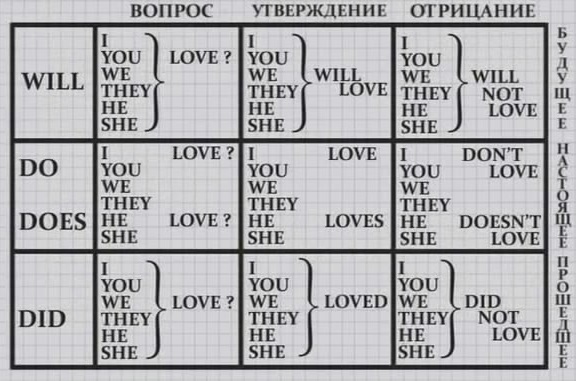 ВОПРОС УТВЕРЖДЕНИЕ ОТРИЦАНИЕ
WILL
I
YOU
WE
THEY
HE
SHE
LOVE ?
I
YOU
WE
THEY
HE
SHE
WILL
LOVE
I
YOU
WE
THEY
HE
SHE
WILL
NOT
LOVE
БУДУЩЕЕ
DO
DOES
I
YOU
WE
THEY
HE
SHE
LOVE ?
LOVE ?
I
YOU
WE
THEY
HE
SHE
LOVE
LOVES
I
YOU
WE
THEY
HE
SHE
DON'T
LOVE
DOESN'T
LOVE
НАСТОЯЩЕЕ
DID
I
YOU
WE
THEY
HE
SHE
LOVE ?
I
YOU
WE
THEY
HE
SHE
LOVED
I
YOU
WE
THEY
HE
SHE
DID
NOT
LOVE
ПРОШЕДШЕЕ